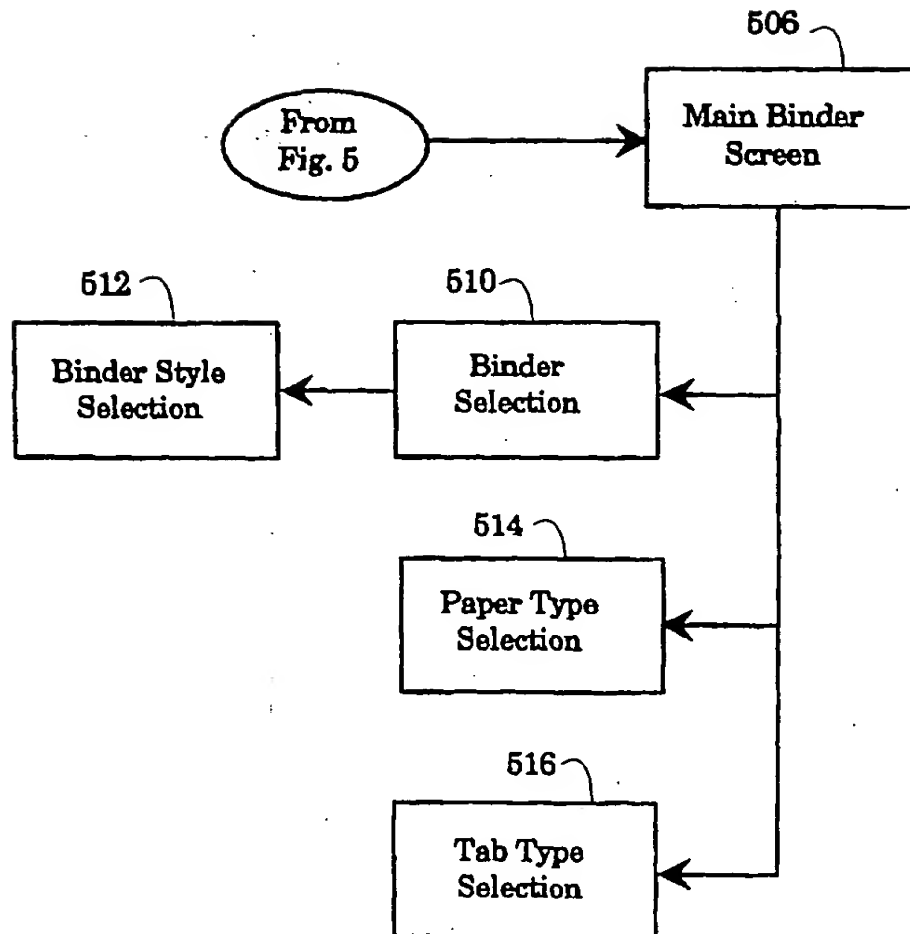 506
From
Fig. 5
Main Binder
Screen
512
510
Binder Style
Selection
Binder
Selection
514
Paper Type
Selection
516
Tab Type
Selection